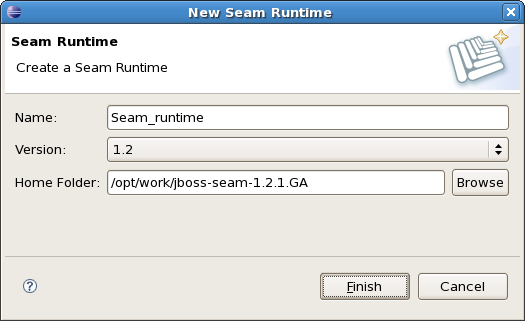 New Seam Runtime
Seam Runtime
Create a Seam Runtime
Name: Seam_runtime
Version: 1.2
Home Folder: /opt/work/jboss-seam-1.2.1.GA Browse
? Finish Cancel